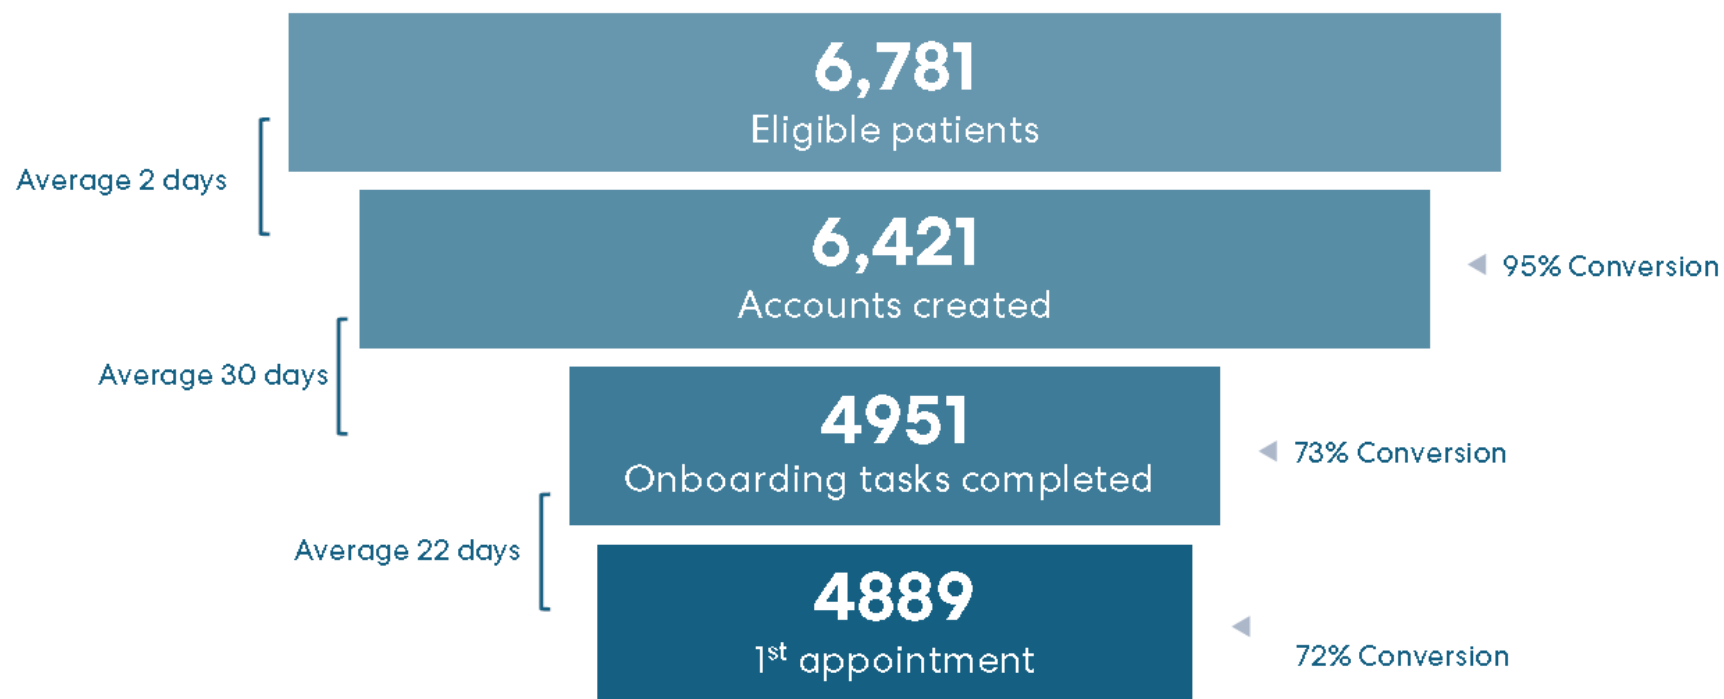 6,781
Eligible patients
Average 2 days
6,421
Accounts created
95% Conversion
Average 30 days
4951
Onboarding tasks completed
73% Conversion
Average 22 days
4889
1st appointment
72% Conversion